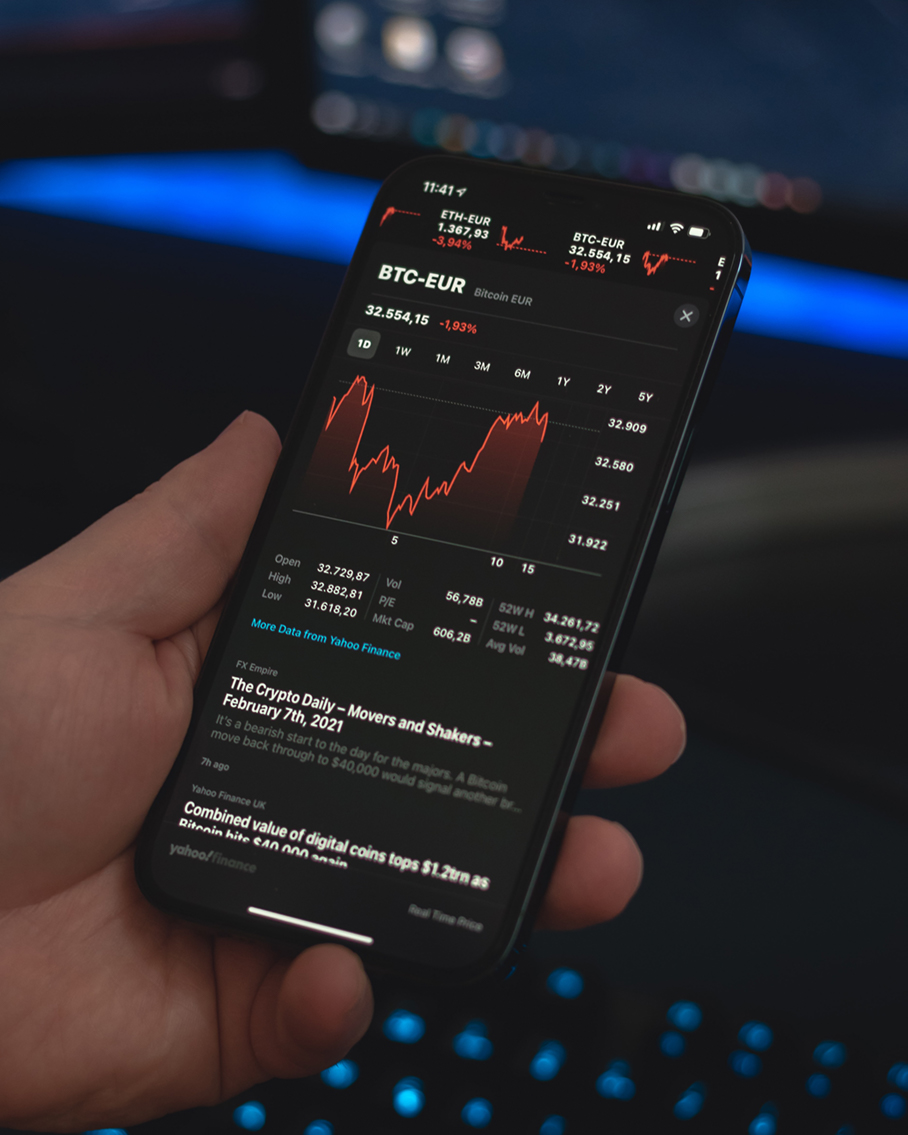 11:41
ETH-EUR
1.367,93
-3,94%
BTC-EUR
32.554,15
-1,93%
E
1
BTC-EUR Bitcoin EUR
32.554,15 -1,93%
1D 1W 1M 3M 6M 1Y 2Y 5Y
32.909
32.580
32.251
31.922
5 10 15
Open 32.729,87
High 32.882,81
Low 31.618,20
Vol 56,78B
P/E –
Mkt Cap 606,2B
52W H 34.261,72
52W L 3.672,95
Avg Vol 38,47B
More Data from Yahoo Finance
FX Empire
The Crypto Daily – Movers and Shakers –
February 7th, 2021
It's a bearish start to the day for the majors. A Bitcoin
move back through to $40,000 would signal another br...
7h ago
Yahoo Finance UK
Combined value of digital coins tops $1.2trn as
Bitcoin hits $40,000 again
yahoo/finance
Real Time Price